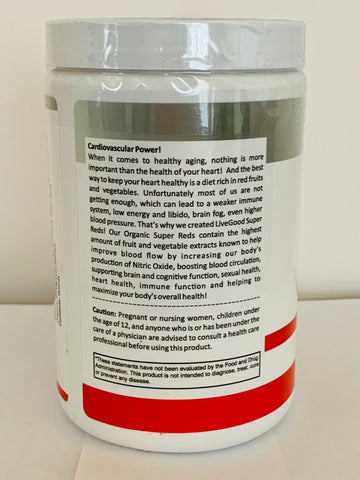 Cardiovascular Power!
When it comes to healthy aging, nothing is more
important than the health of your heart! And the best
way to keep your heart healthy is a diet rich in red fruits
and vegetables. Unfortunately most of us are not
getting enough, which can lead to a weaker immune
system, low energy and libido, brain fog, even higher
blood pressure. That's why we created LiveGood Super
Reds! Our Organic Super Reds contain the highest
amount of fruit and vegetable extracts known to help
improve blood flow by increasing our body's
production of Nitric Oxide, boosting blood circulation,
supporting brain and cognitive function, sexual health,
heart health, immune function and helping to
maximize your body's overall health!
Caution: Pregnant or nursing women, children under
the age of 12, and anyone who is or has been under the
care of a physician are advised to consult a health care
professional before using this product.
*These statements have not been evaluated by the Food and Drug
Administration. This product is not intended to diagnose, treat, cure
or prevent any disease.